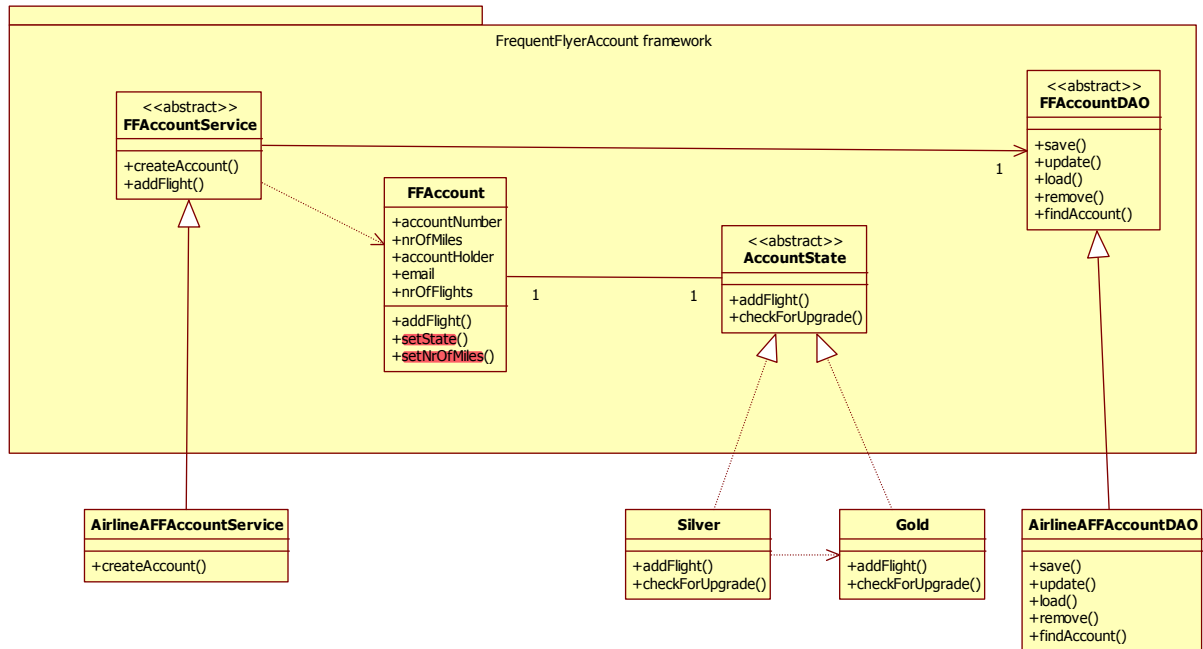 FrequentFlyerAccount framework
<<abstract>>
FFAccountService
+createAccount()
+addFlight()
<<abstract>>
FFAccountDAO
+save()
+update()
+load()
+remove()
+findAccount()
1
FFAccount
+accountNumber
+nrOfMiles
+accountHolder
+email
+nrOfFlights
+addFlight()
+setState()
+setNrOfMiles()
1
1
<<abstract>>
AccountState
+addFlight()
+checkForUpgrade()
AirlineAFFAccountService
+createAccount()
Silver
+addFlight()
+checkForUpgrade()
Gold
+addFlight()
+checkForUpgrade()
AirlineAFFAccountDAO
+save()
+update()
+load()
+remove()
+findAccount()